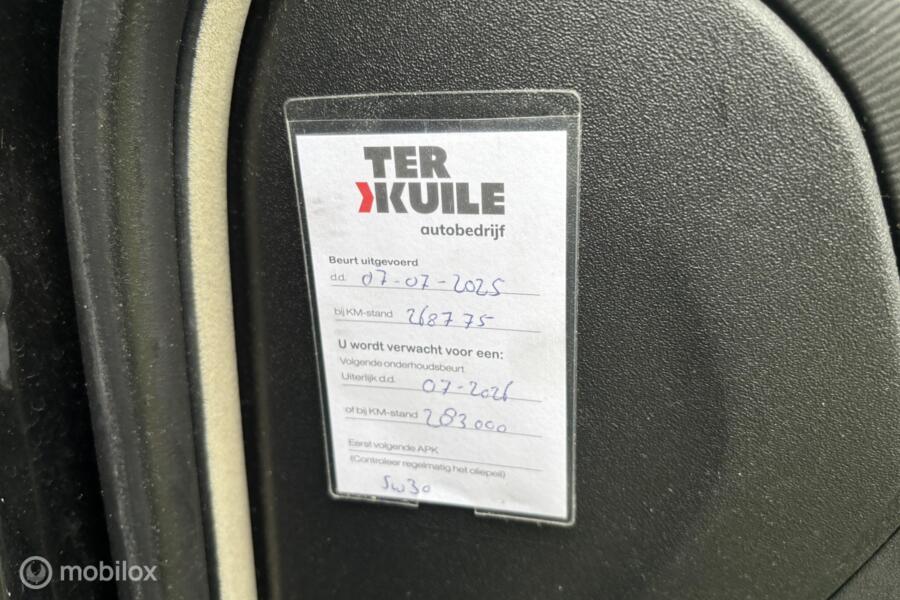 TER
KUILE
autobedrijf
Beurt uitgevoerd
d.d. 07-07-2025
bij KM-stand 268775
U wordt verwacht voor een:
Volgende onderhoudsbeurt
Uiterlijk d.d. 07-2026
of bij KM-stand 283000
Eerst volgende APK
(Controleer regelmatig het oliepeil)
5w30
mobilox